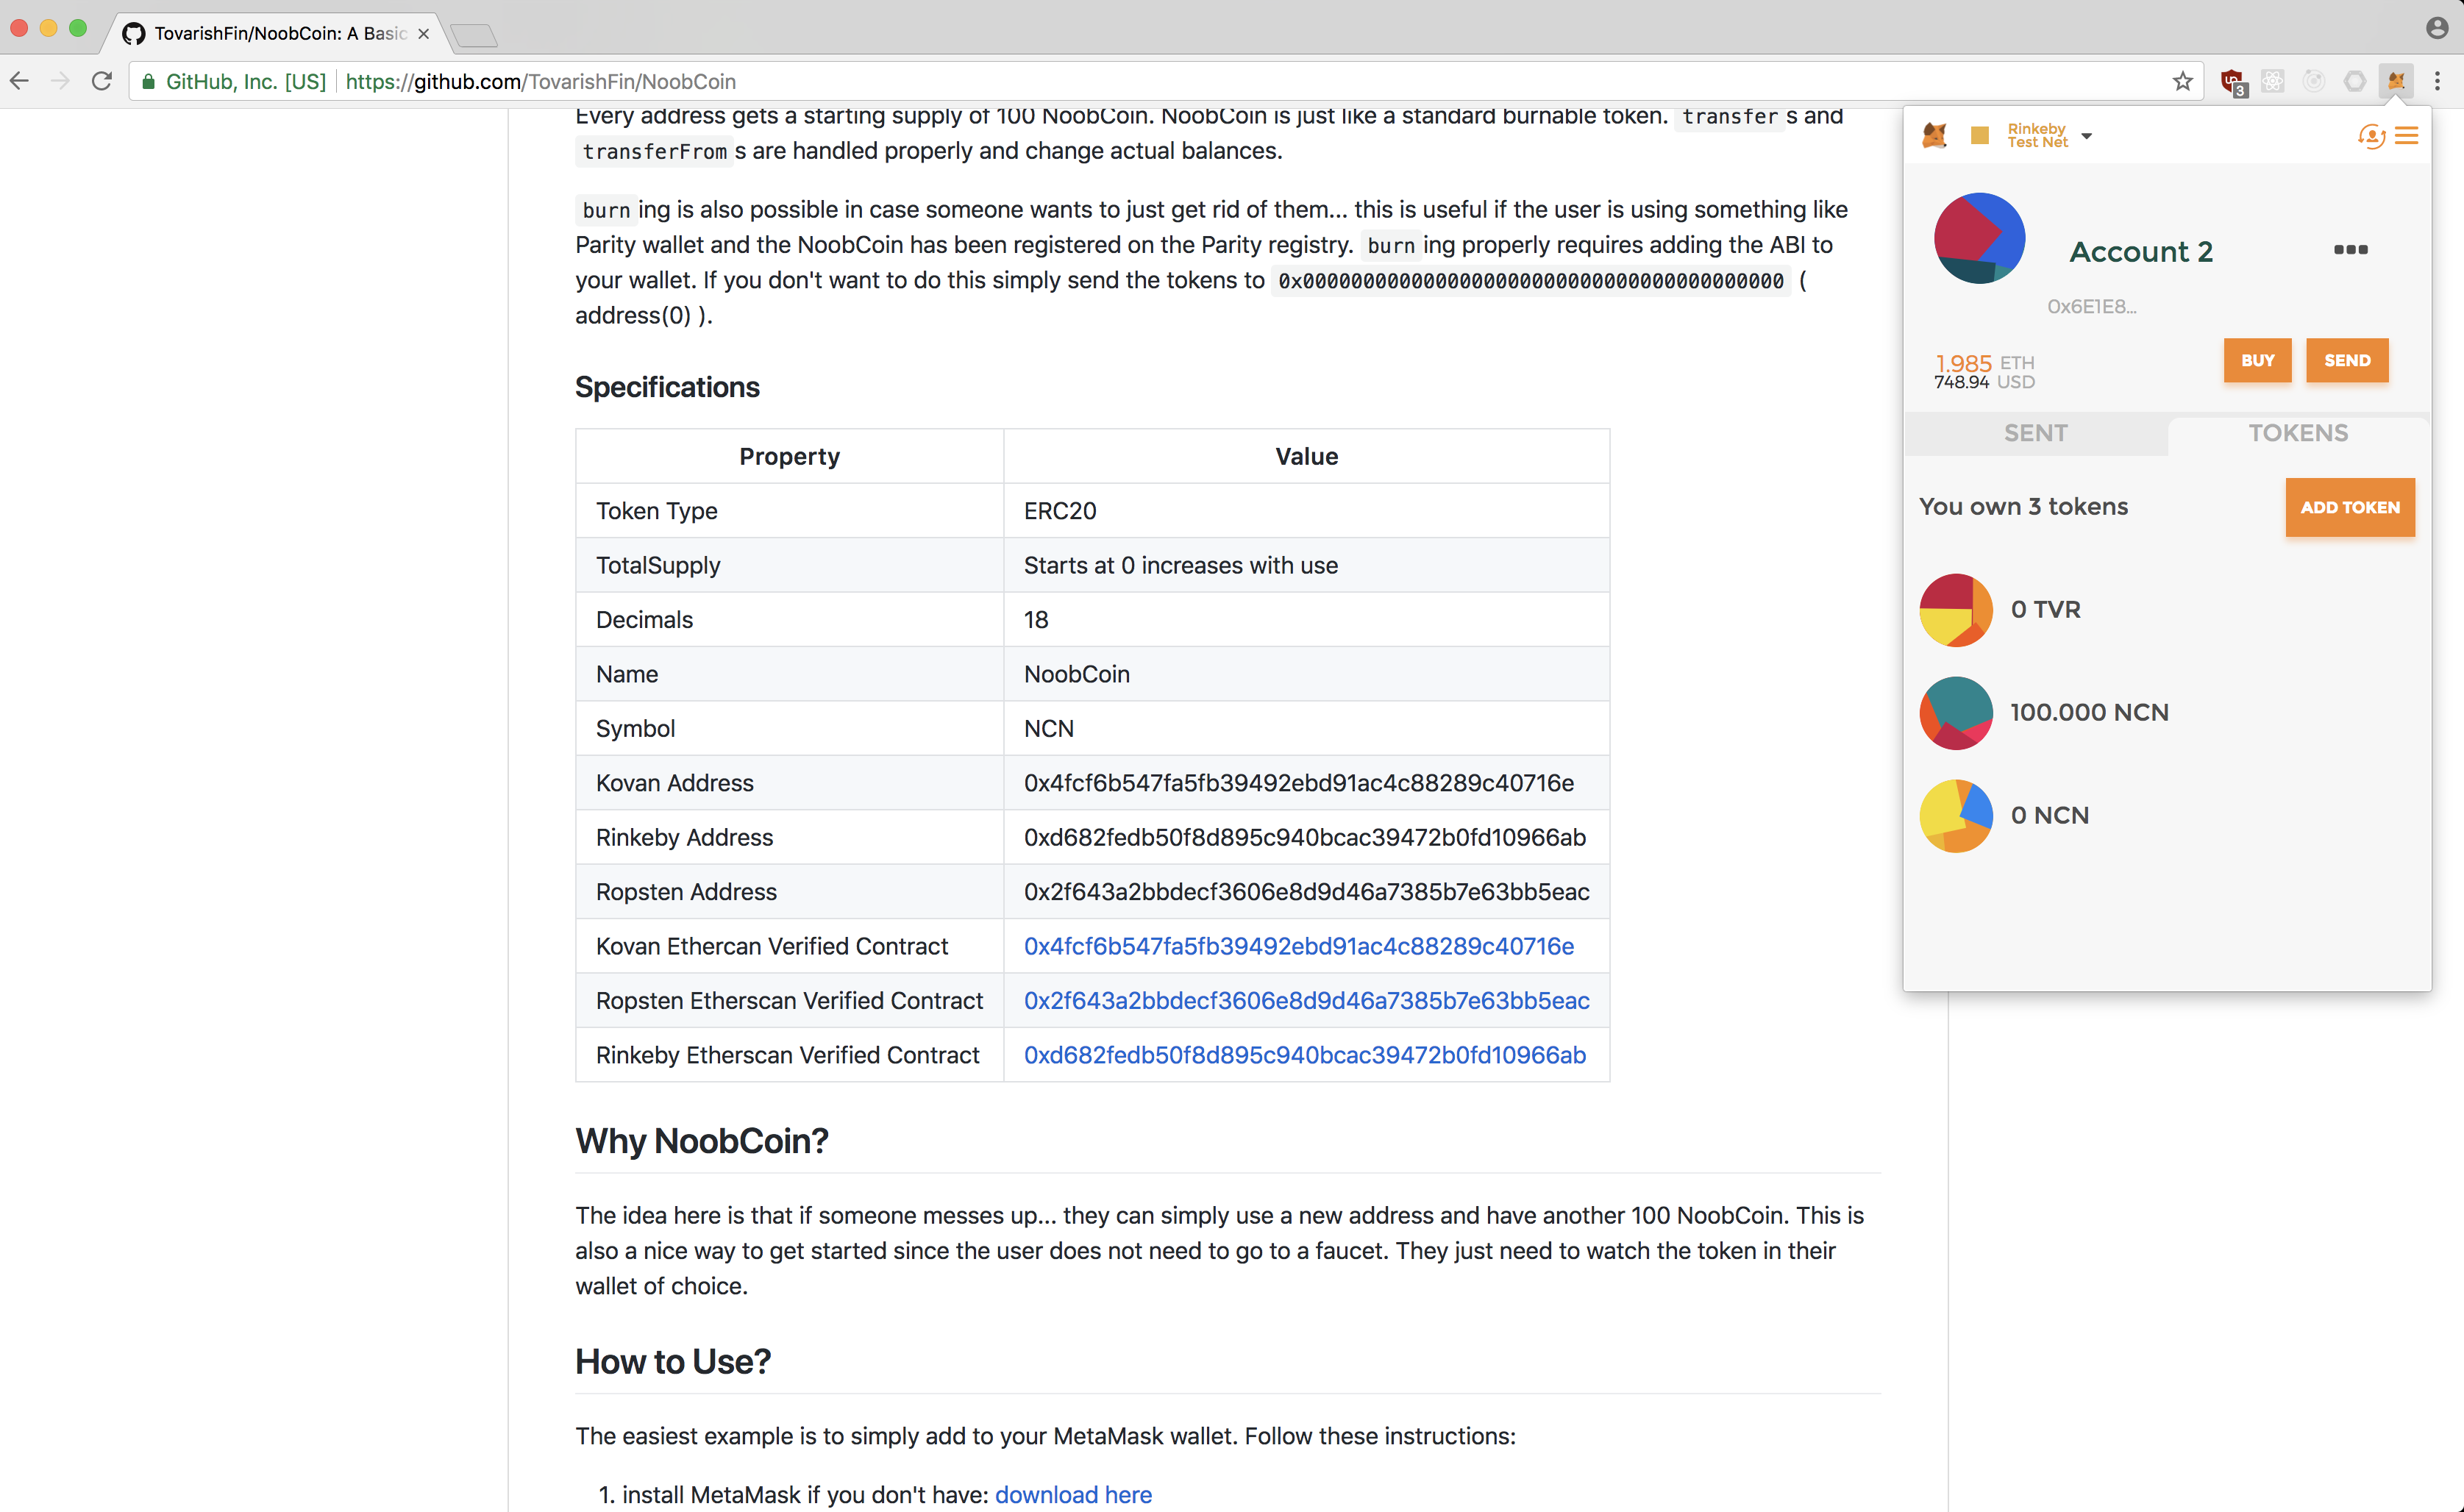 TovarishFin/NoobCoin: A Basic
GitHub, Inc. [US] https://github.com/TovarishFin/NoobCoin
3
Every address gets a starting supply of 100 NoobCoin. NoobCoin is just like a standard burnable token. transfer s and
transferFrom s are handled properly and change actual balances.
burn ing is also possible in case someone wants to just get rid of them... this is useful if the user is using something like
Parity wallet and the NoobCoin has been registered on the Parity registry. burn ing properly requires adding the ABI to
your wallet. If you don't want to do this simply send the tokens to 0x0000000000000000000000000000000000000000 (
address(0) ).
Specifications
Property Value
Token Type ERC20
TotalSupply Starts at 0 increases with use
Decimals 18
Name NoobCoin
Symbol NCN
Kovan Address 0x4fcf6b547fa5fb39492ebd91ac4c88289c40716e
Rinkeby Address 0xd682fedb50f8d895c940bcac39472b0fd10966ab
Ropsten Address 0x2f643a2bbdecf3606e8d9d46a7385b7e63bb5eac
Kovan Ethercan Verified Contract 0x4fcf6b547fa5fb39492ebd91ac4c88289c40716e
Ropsten Etherscan Verified Contract 0x2f643a2bbdecf3606e8d9d46a7385b7e63bb5eac
Rinkeby Etherscan Verified Contract 0xd682fedb50f8d895c940bcac39472b0fd10966ab
Why NoobCoin?
The idea here is that if someone messes up... they can simply use a new address and have another 100 NoobCoin. This is
also a nice way to get started since the user does not need to go to a faucet. They just need to watch the token in their
wallet of choice.
How to Use?
The easiest example is to simply add to your MetaMask wallet. Follow these instructions:
1. install MetaMask if you don't have: download here
Rinkeby
Test Net
Account 2
0x6E1E8...
1.985 ETH
748.94 USD
BUY SEND
SENT TOKENS
You own 3 tokens
ADD TOKEN
0 TVR
100.000 NCN
0 NCN